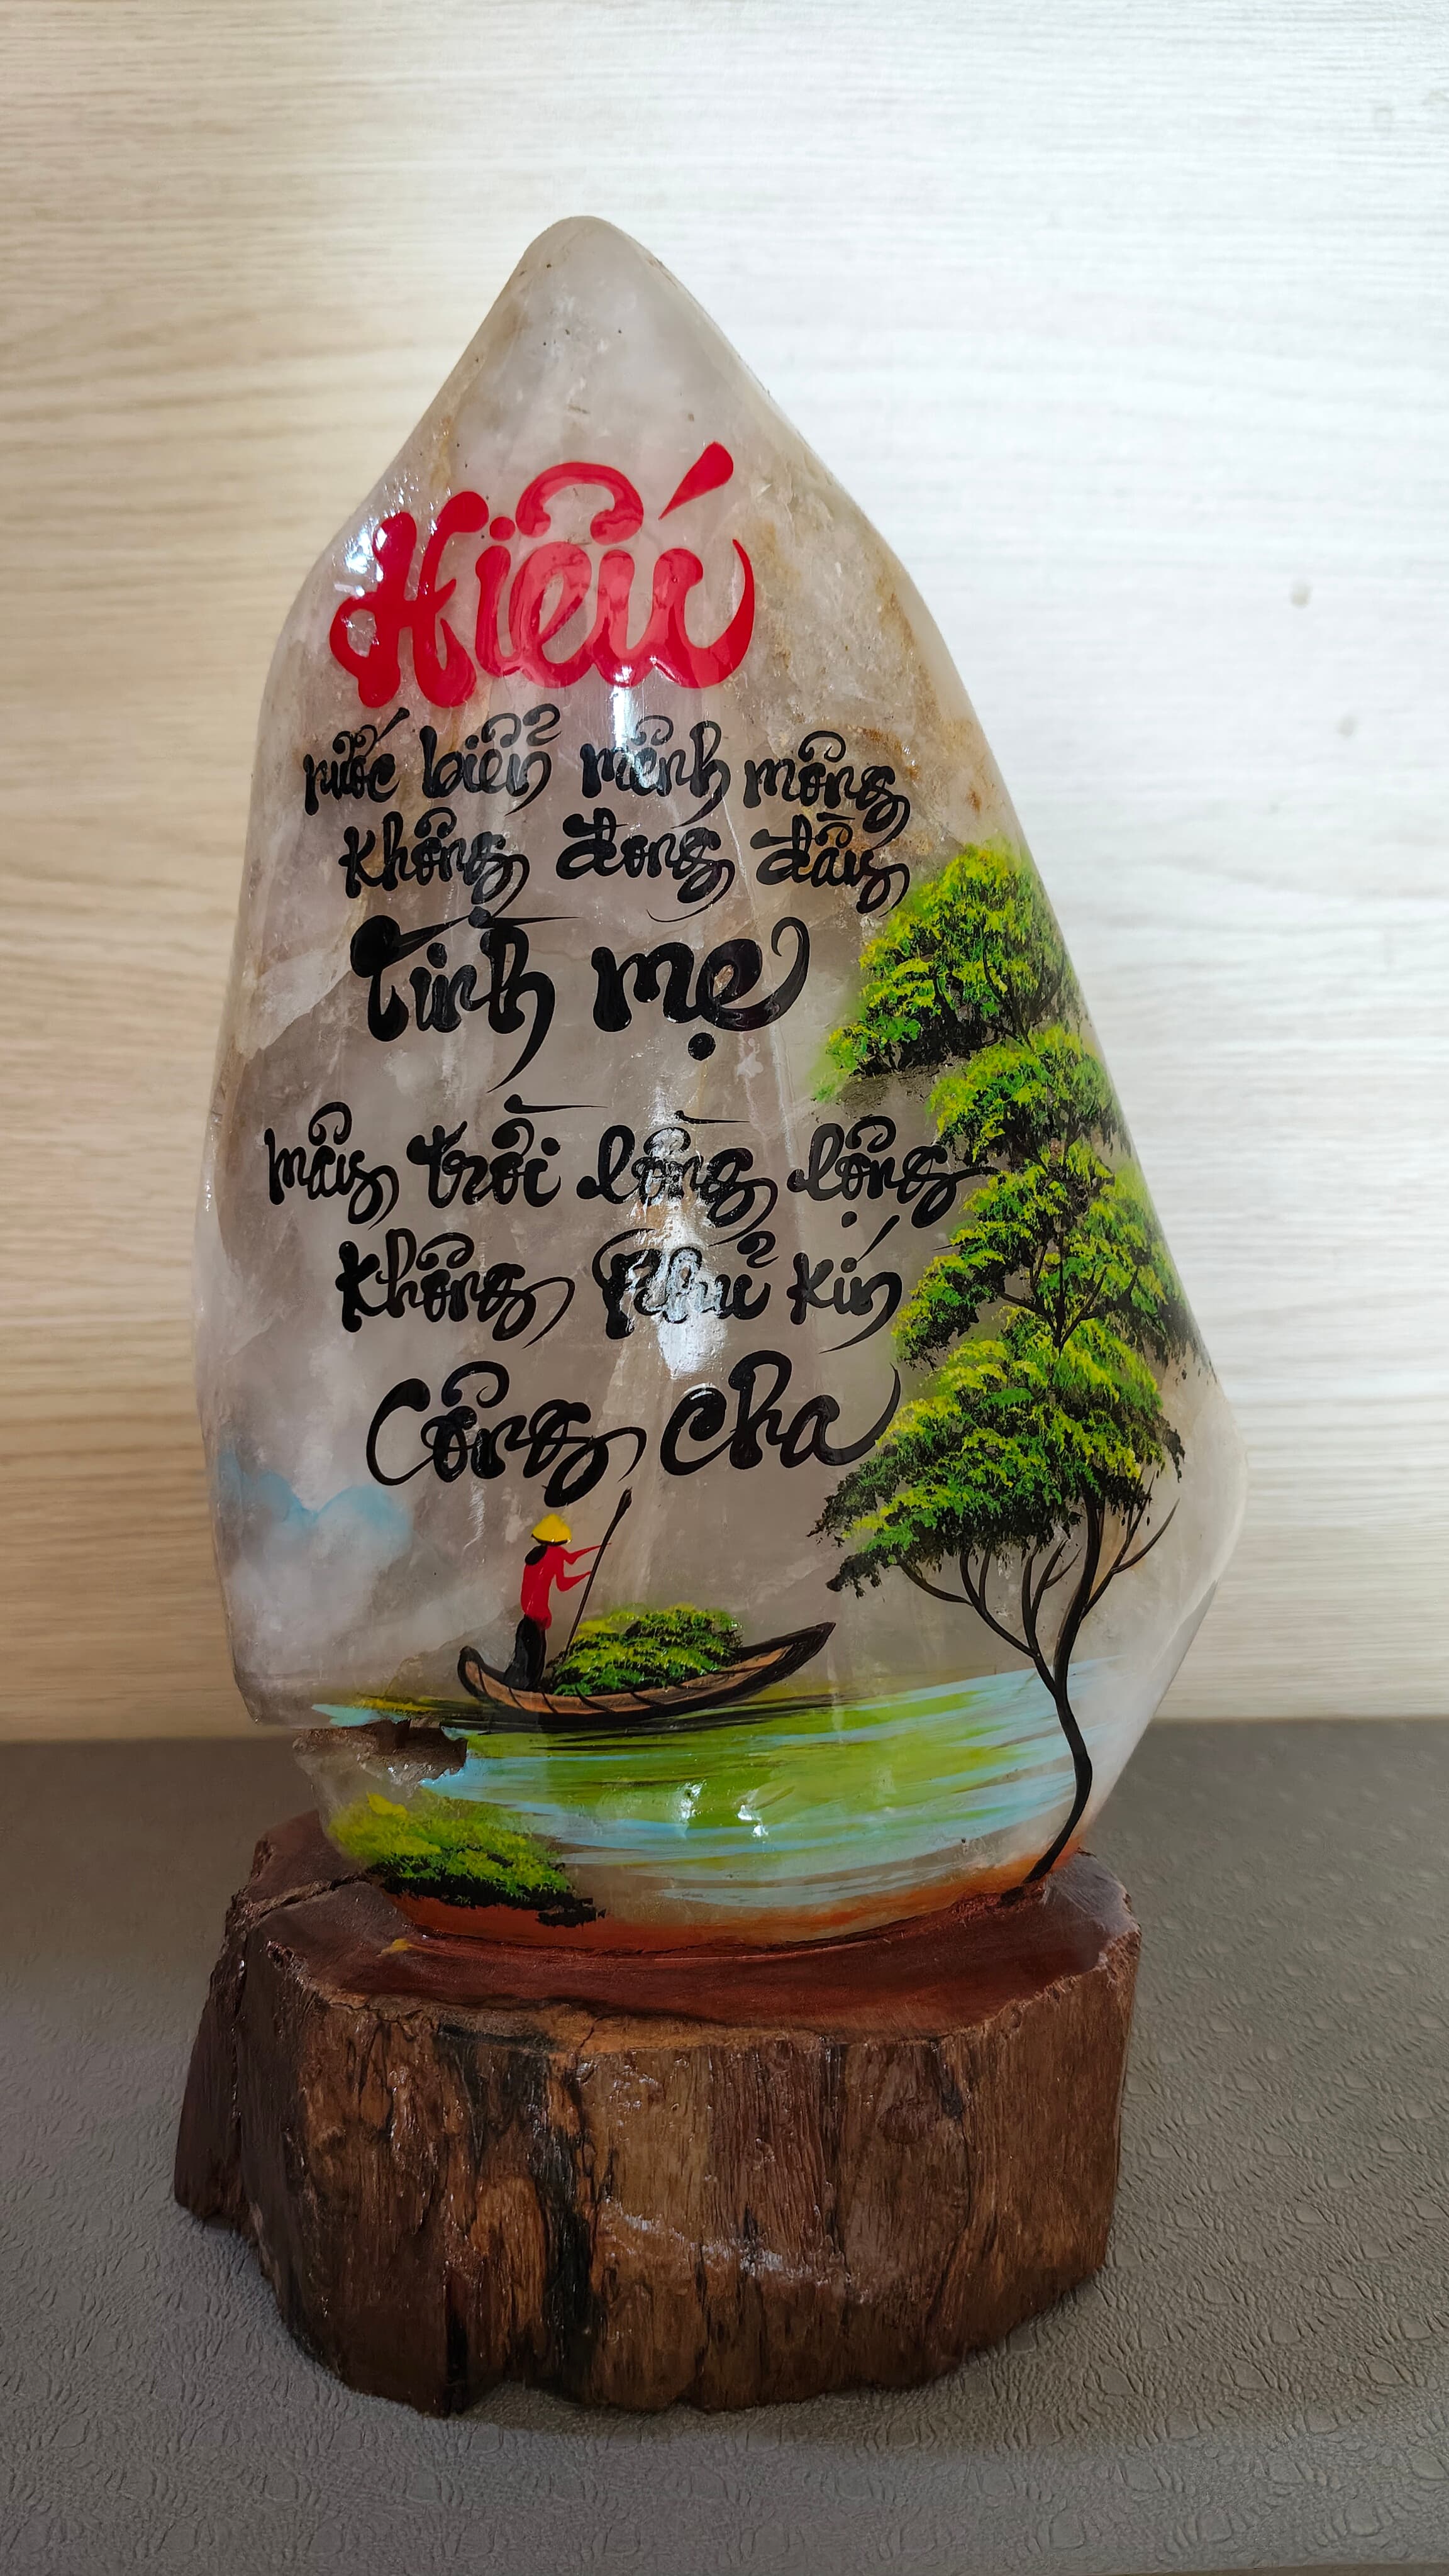 Hiếu
nước biển mênh mông
không đong đầy
tình mẹ
mây trời lồng lộng
không Phủ kín
Công cha